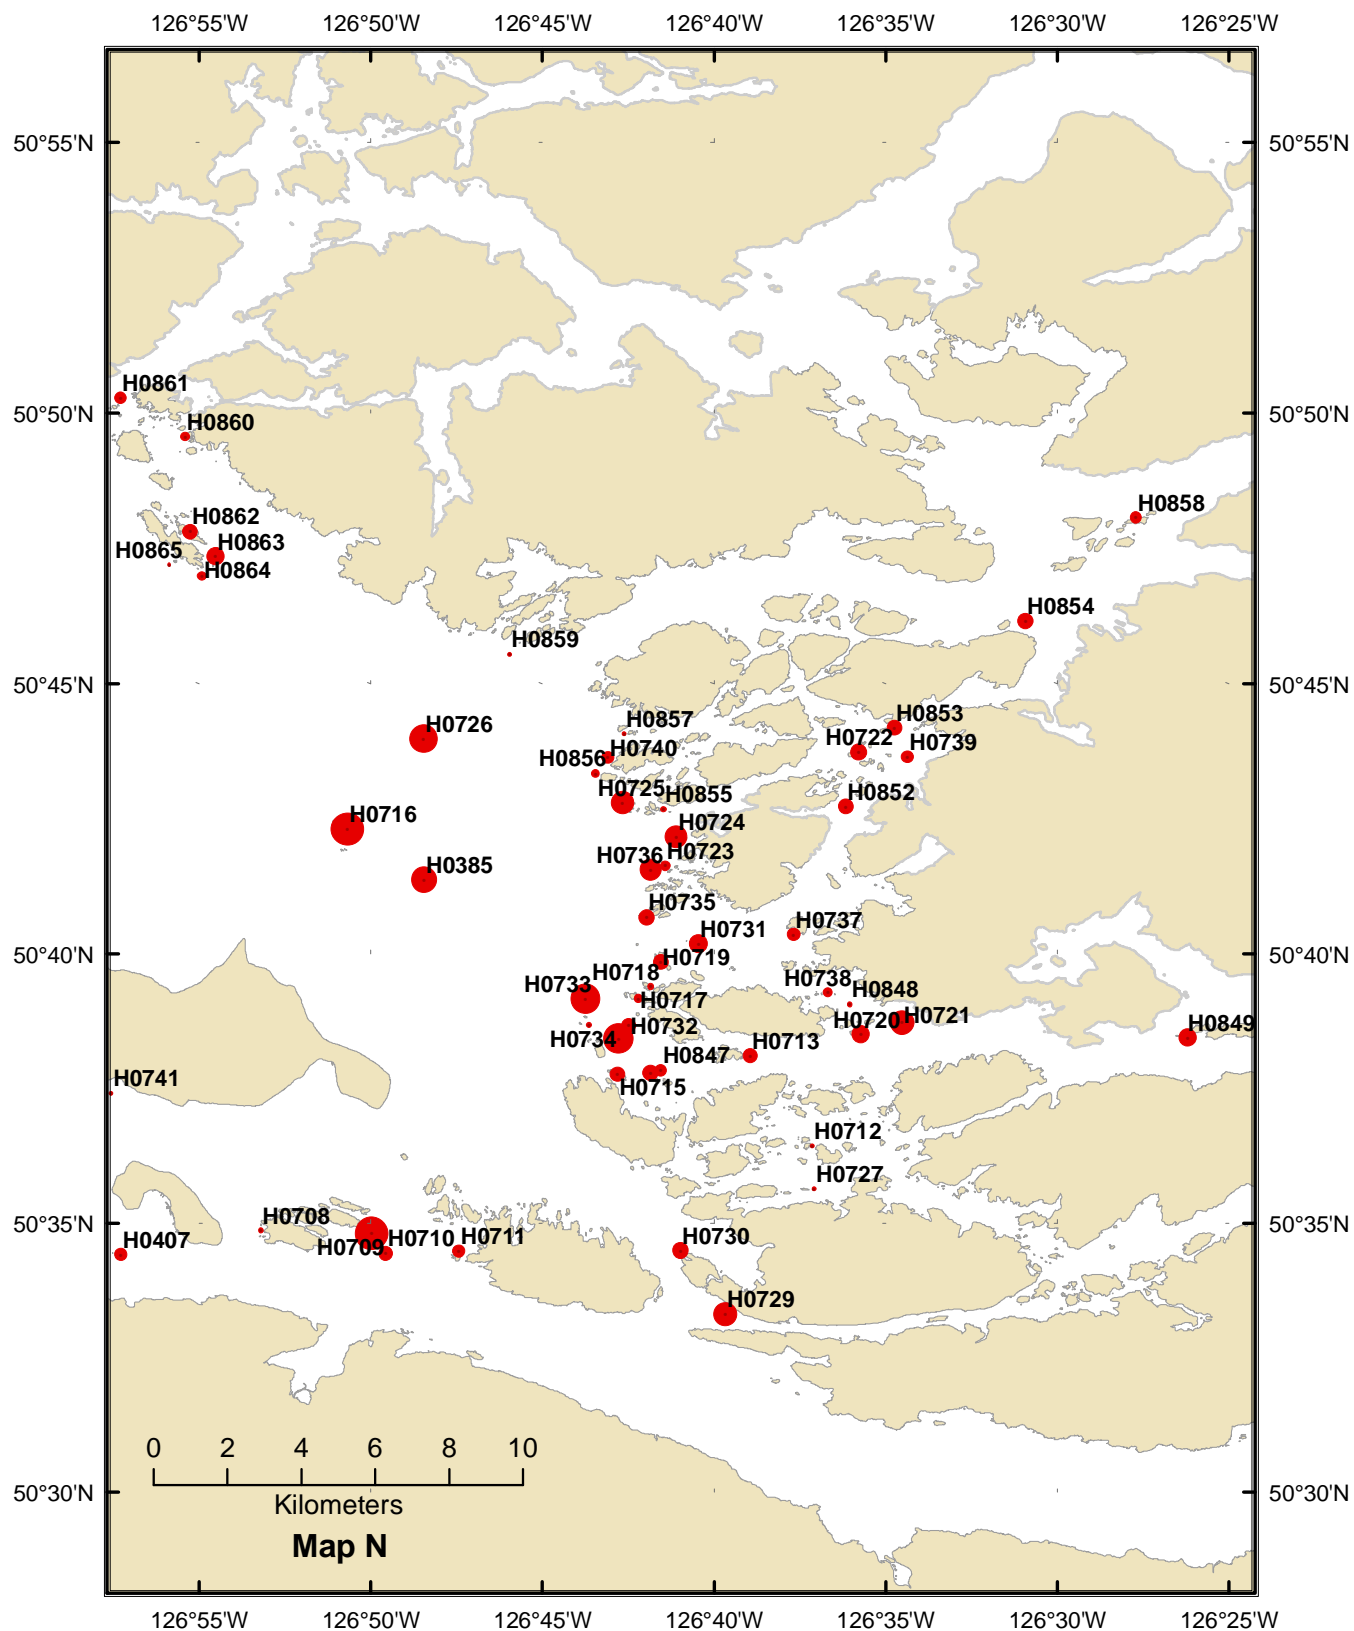 126°55'W 126°50'W 126°45'W 126°40'W 126°35'W 126°30'W 126°25'W
50°55'N 50°55'N
H0861
50°50'N 50°50'N
H0860
H0858
H0862
H0863
H0865
H0864
H0854
H0859
50°45'N 50°45'N
H0857 H0853
H0726 H0722 H0739
H0740
H0856
H0725 H0855 H0852
H0716 H0724
H0736 H0723
H0385
H0735
H0731 H0737
50°40'N 50°40'N
H0719
H0718 H0738
H0733 H0717 H0848
H0720 H0721 H0849
H0732
H0734 H0713
H0847
H0741 H0715
H0712
H0727
H0708
50°35'N 50°35'N
H0407 H0709 H0710 H0711 H0730
H0729
0 2 4 6 8 10
50°30'N 50°30'N
Kilometers
Map N
126°55'W 126°50'W 126°45'W 126°40'W 126°35'W 126°30'W 126°25'W